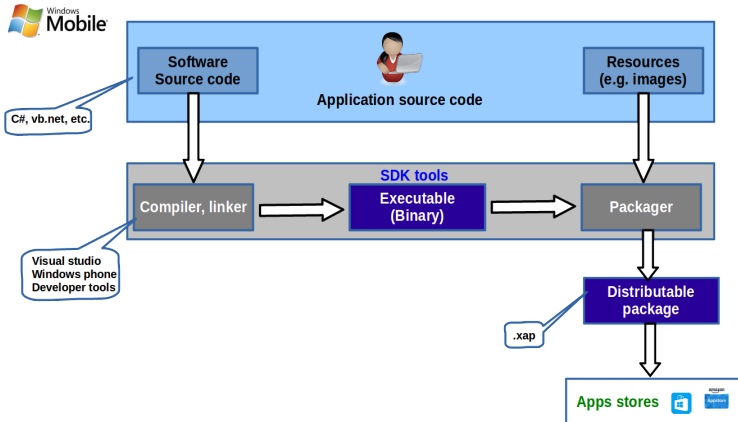 Windows
Mobile
Software
Source code
Resources
(e.g. images)
Application source code
C#, vb.net, etc.
SDK tools
Compiler, linker
Executable
(Binary)
Packager
Visual studio
Windows phone
Developer tools
Distributable
package
.xap
Apps stores
amazon
Appstore